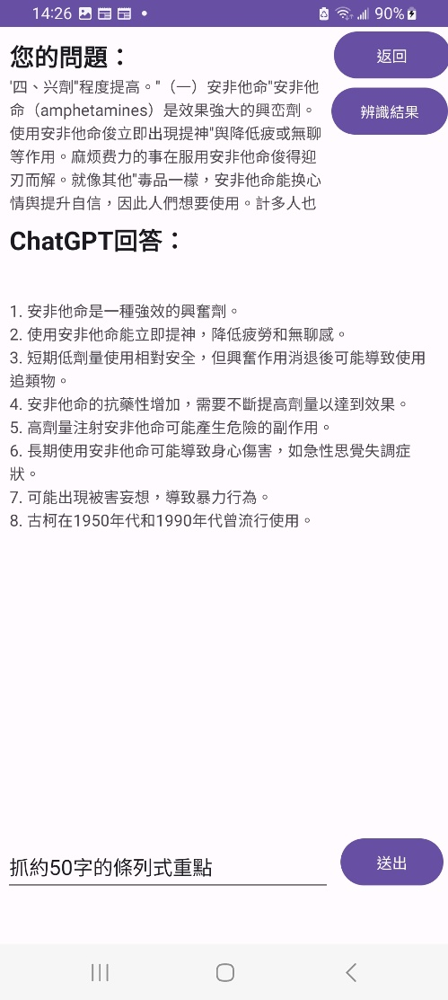 14:26
90%
您的問題：
返回
'四、兴劑"程度提高。"（一）安非他命"安非他
命（amphetamines）是效果強大的興峦劑。
辨識結果
使用安非他命俊立即出現提神"與降低疲或無聊
等作用。麻烦费力的事在服用安非他命俊得迎
刃而解。就像其他"毒品一檬，安非他命能换心
情與提升自信，因此人們想要使用。計多人也
ChatGPT回答：
1. 安非他命是一種強效的興奮劑。
2. 使用安非他命能立即提神，降低疲勞和無聊感。
3. 短期低劑量使用相對安全，但興奮作用消退後可能導致使用
追類物。
4. 安非他命的抗藥性增加，需要不斷提高劑量以達到效果。
5. 高劑量注射安非他命可能產生危險的副作用。
6. 長期使用安非他命可能導致身心傷害，如急性思覺失調症
狀。
7. 可能出現被害妄想，導致暴力行為。
8. 古柯在1950年代和1990年代曾流行使用。
抓約50字的條列式重點
送出